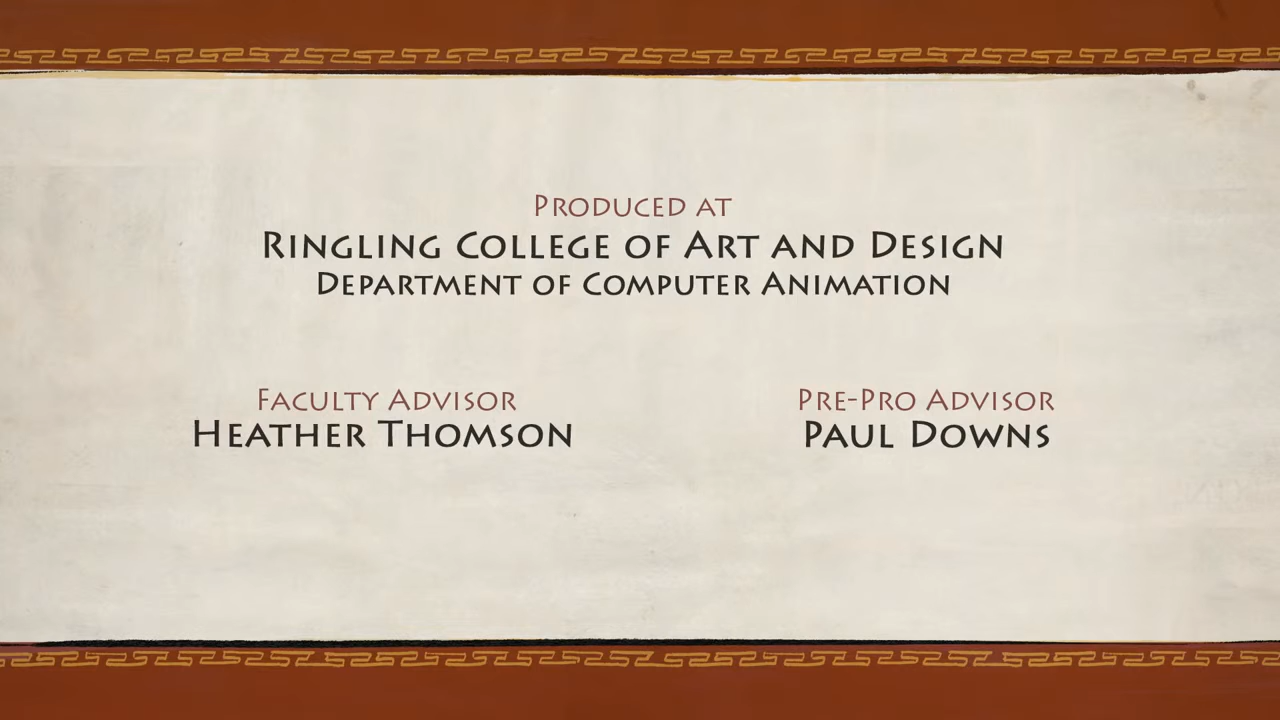 Produced at
Ringling College of Art and Design
Department of Computer Animation
Faculty Advisor
Heather Thomson
Pre-Pro Advisor
Paul Downs